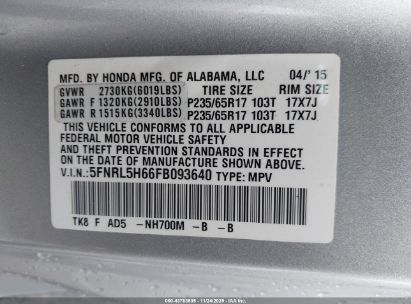 MFD. BY HONDA MFG. OF ALABAMA, LLC 04/ 15
GVWR 2730KG(6019LBS) TIRE SIZE RIM SIZE
GAWR F 1320KG(2910LBS) P235/65R17 103T 17X7J
GAWR R 1515KG(3340LBS) P235/65R17 103T 17X7J
THIS VEHICLE CONFORMS TO ALL APPLICABLE
FEDERAL MOTOR VEHICLE SAFETY
AND THEFT PREVENTION STANDARDS IN EFFECT
ON THE DATE OF MANUFACTURE SHOWN ABOVE.
V.I.N.: 5FNRL5H66FB093640 TYPE: MPV
TK8 F AD5 -NH700M -B -B